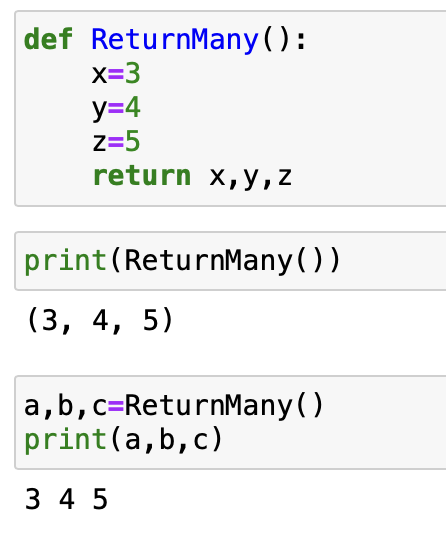 def ReturnMany():
    x=3
    y=4
    z=5
    return x,y,z
print(ReturnMany())
(3, 4, 5)
a,b,c=ReturnMany()
print(a,b,c)
3 4 5